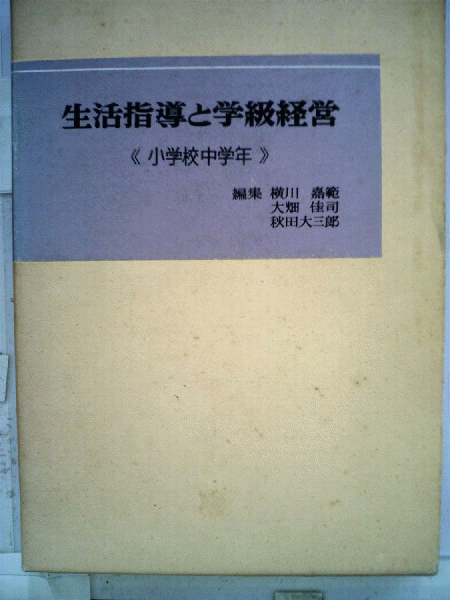 生活指導と学級経営
《小学校中学年》
編集 横川 嘉範
大畑 佳司
秋田大三郎